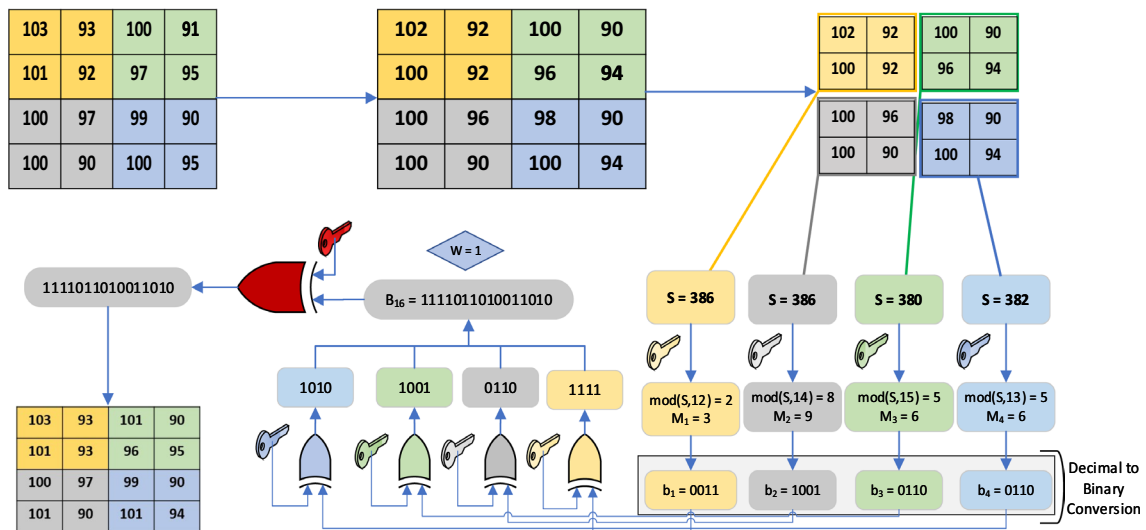 103 93 100 91
101 92 97 95
100 97 99 90
100 90 100 95
102 92 100 90
100 92 96 94
100 96 98 90
100 90 100 94
102 92
100 92
100 90
96 94
100 96
100 90
98 90
100 94
W = 1
1111011010011010
B16 = 1111011010011010
S = 386
S = 386
S = 380
S = 382
1010
1001
0110
1111
mod(S,12) = 2
M1 = 3
mod(S,14) = 8
M2 = 9
mod(S,15) = 5
M3 = 6
mod(S,13) = 5
M4 = 6
103 93 101 90
101 93 96 95
100 97 99 90
101 90 101 94
b1 = 0011
b2 = 1001
b3 = 0110
b4 = 0110
Decimal to
Binary
Conversion